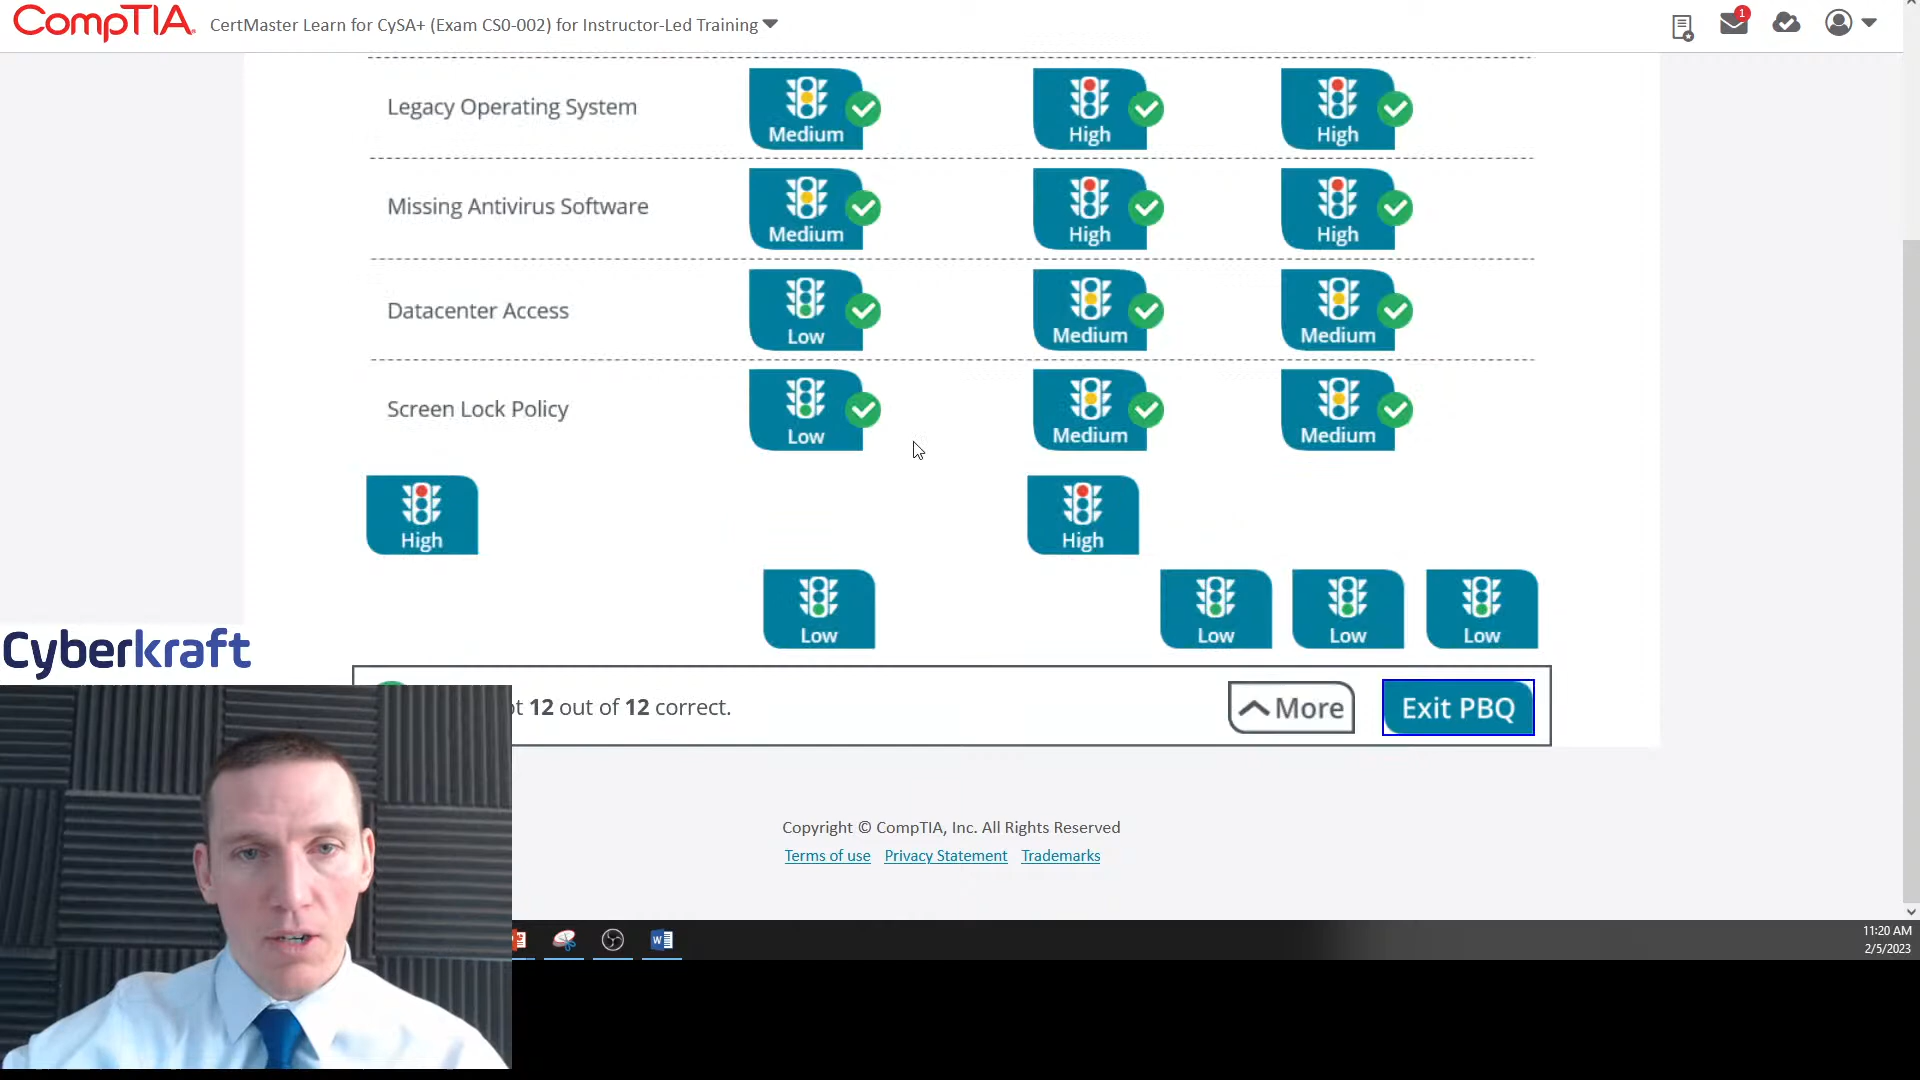 CompTIA. CertMaster Learn for CySA+ (Exam CS0-002) for Instructor-Led Training 1
Legacy Operating System
Medium High High
Missing Antivirus Software
Medium High High
Datacenter Access
Low Medium Medium
Screen Lock Policy
Low Medium Medium
High High
Low Low Low Low
Cyberkraft
ot 12 out of 12 correct. More Exit PBQ
Copyright © CompTIA, Inc. All Rights Reserved
Terms of use Privacy Statement Trademarks
11:20 AM
2/5/2023